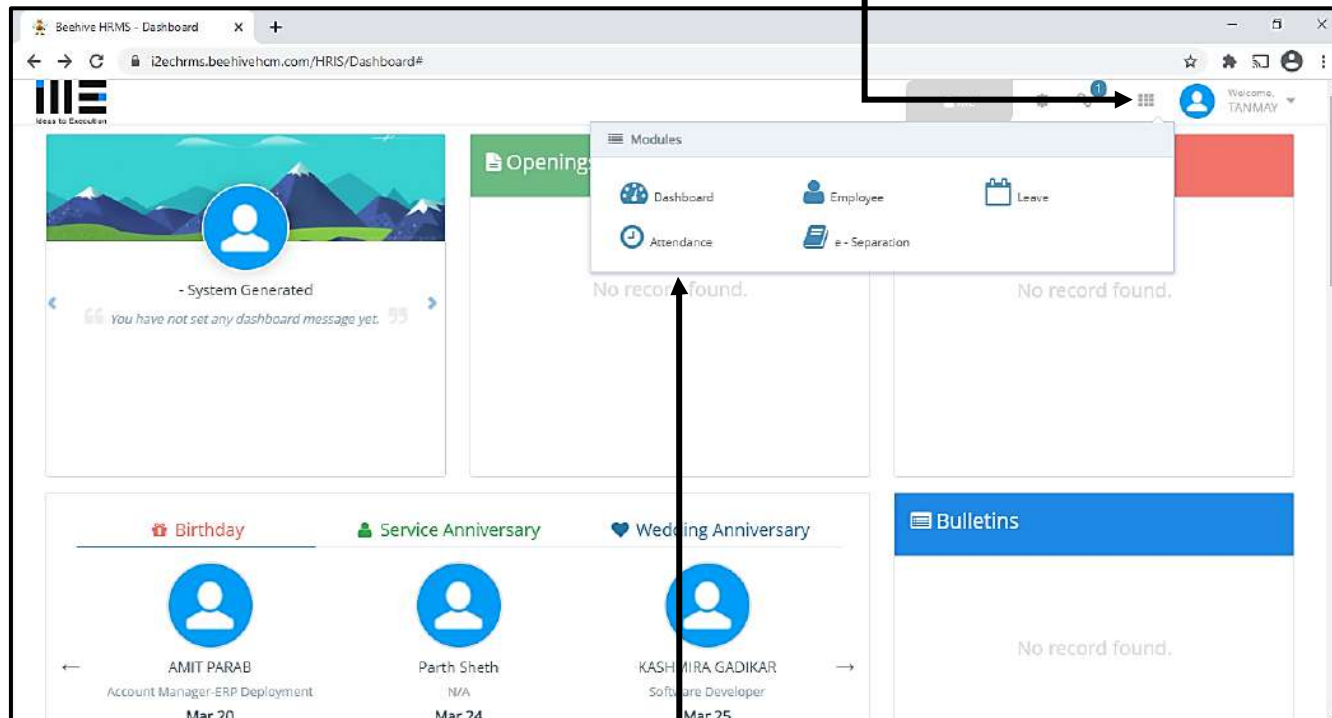 Beehive HRMS - Dashboard
i2echrms.beehivehcm.com/HRIS/Dashboard#
Ideas to Execution
1
Welcome,
TANMAY
Modules
Dashboard
Employee
Leave
Attendance
e - Separation
Openings
- System Generated
You have not set any dashboard message yet.
No record found.
No record found.
Birthday
Service Anniversary
Wedding Anniversary
Bulletins
AMIT PARAB
Parth Sheth
KASHMIRA GADIKAR
Account Manager-ERP Deployment
N/A
Software Developer
No record found.
Mar 20
Mar 24
Mar 25